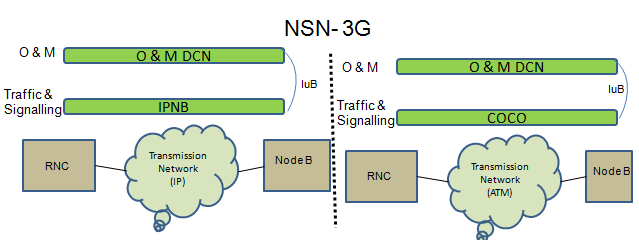 NSN- 3G
O & M
O & M DCN
IuB
Traffic &
Signalling
IPNB
RNC
Transmission
Network
(IP)
Node B
O & M
O & M DCN
IuB
Traffic &
Signalling
COCO
RNC
Transmission
Network
(ATM)
Node B